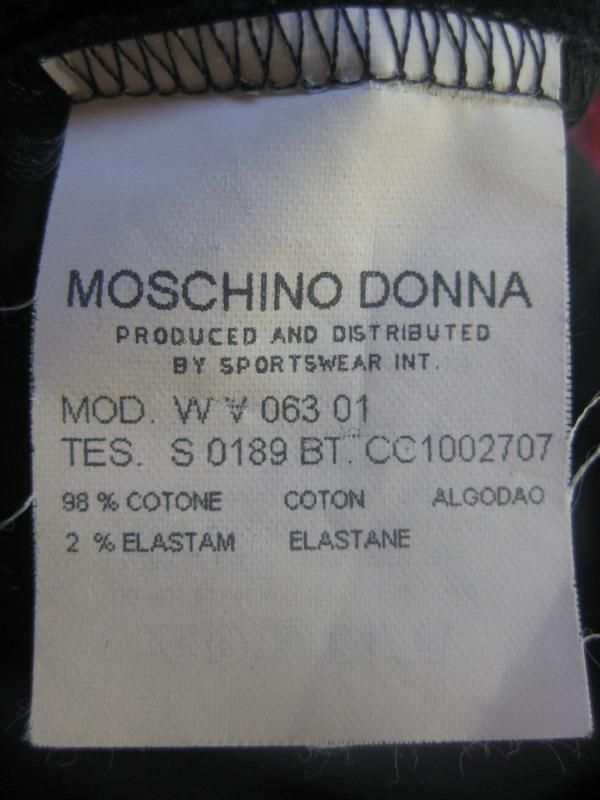 MOSCHINO DONNA
PRODUCED AND DISTRIBUTED
BY SPORTSWEAR INT.
MOD. W V 063 01
TES. S 0189 BT. CC1002707
98 % COTONE COTON ALGODAO
2 % ELASTAM ELASTANE